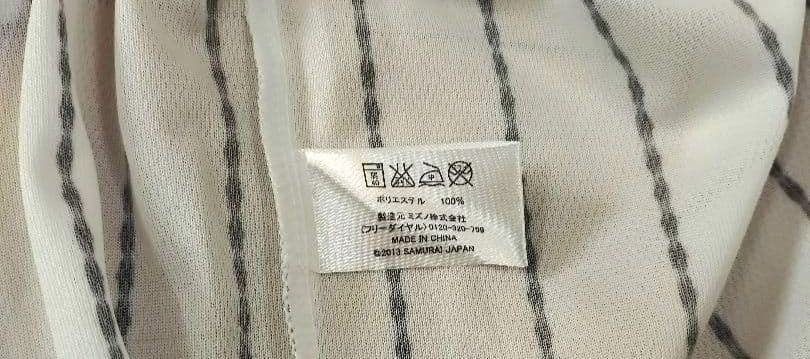 ポリエステル 100%
製造元 ミズノ株式会社
(フリーダイヤル)0120-320-799
MADE IN CHINA
©2013 SAMURAI JAPAN